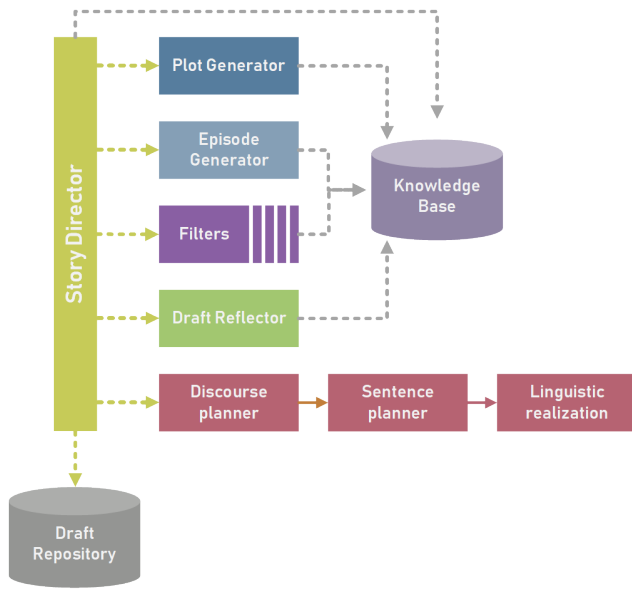 Story Director
Plot Generator
Episode
Generator
Filters
Draft Reflector
Discourse
planner
Sentence
planner
Linguistic
realization
Knowledge
Base
Draft
Repository